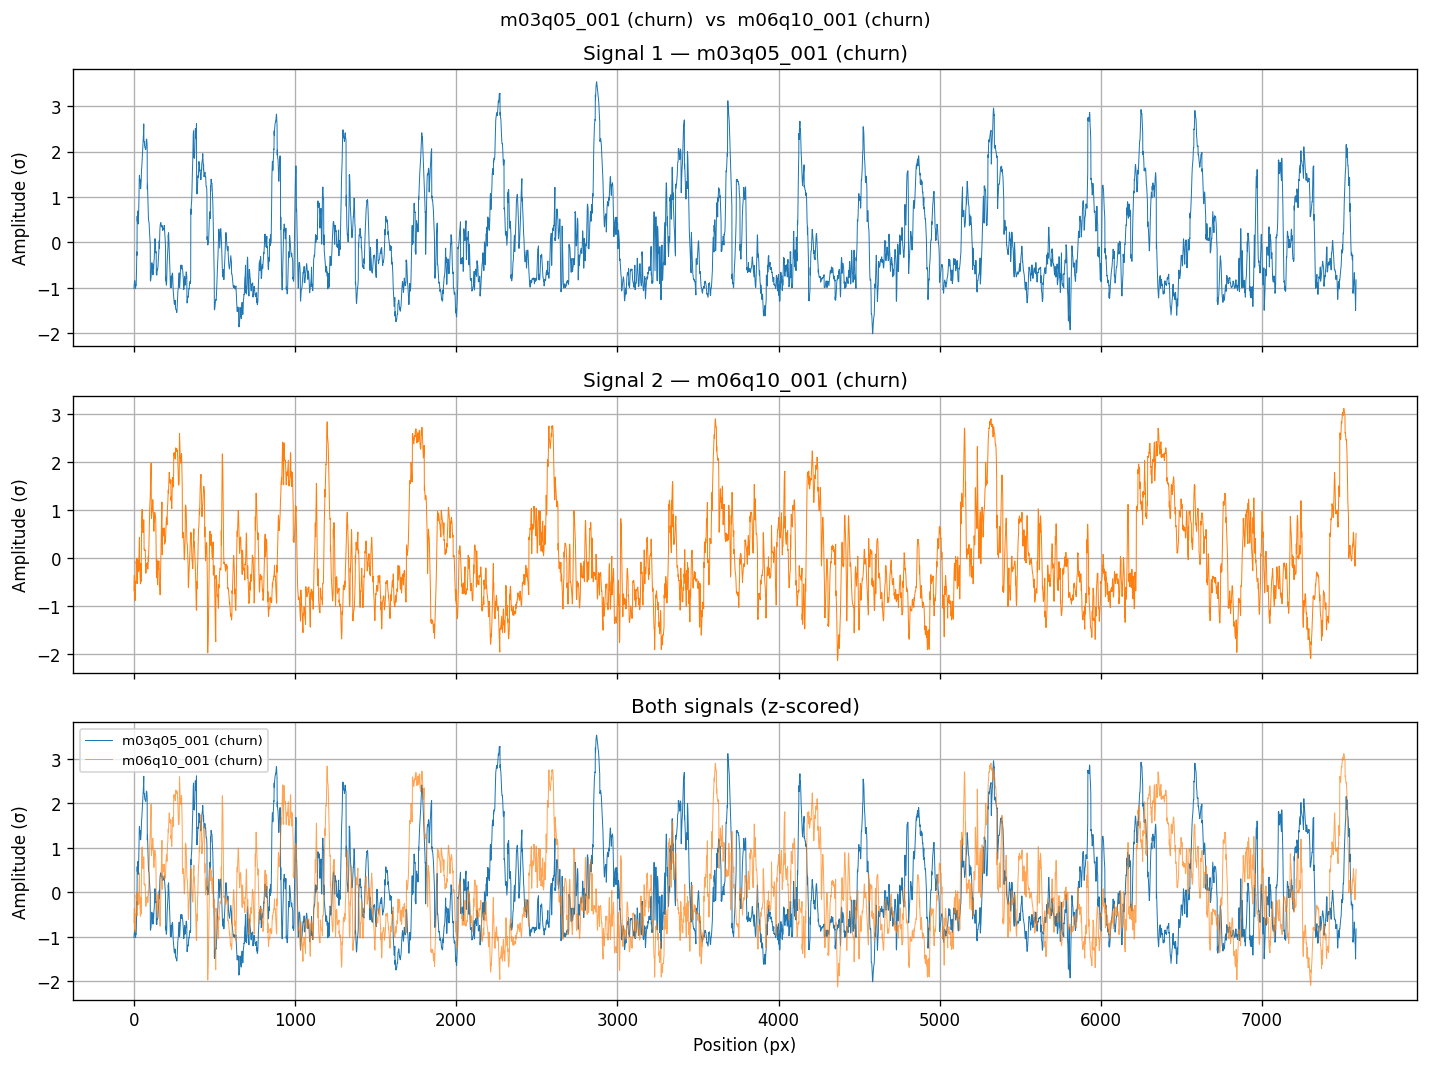 m03q05_001 (churn)  vs  m06q10_001 (churn)
Signal 1 — m03q05_001 (churn)
3
2
1
0
−1
−2
Amplitude (σ)
Signal 2 — m06q10_001 (churn)
3
2
1
0
−1
−2
Amplitude (σ)
Both signals (z-scored)
m03q05_001 (churn)
m06q10_001 (churn)
3
2
1
0
−1
−2
Amplitude (σ)
0 1000 2000 3000 4000 5000 6000 7000
Position (px)